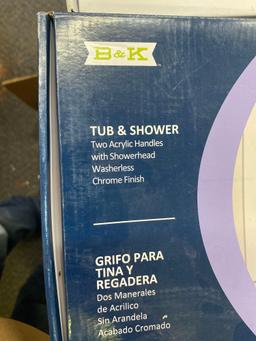 B&K
TUB & SHOWER
Two Acrylic Handles
with Showerhead
Washerless
Chrome Finish
GRIFO PARA
TINA Y
REGADERA
Dos Manerales
de Acrilico
Sin Arandela
Acabado Cromado